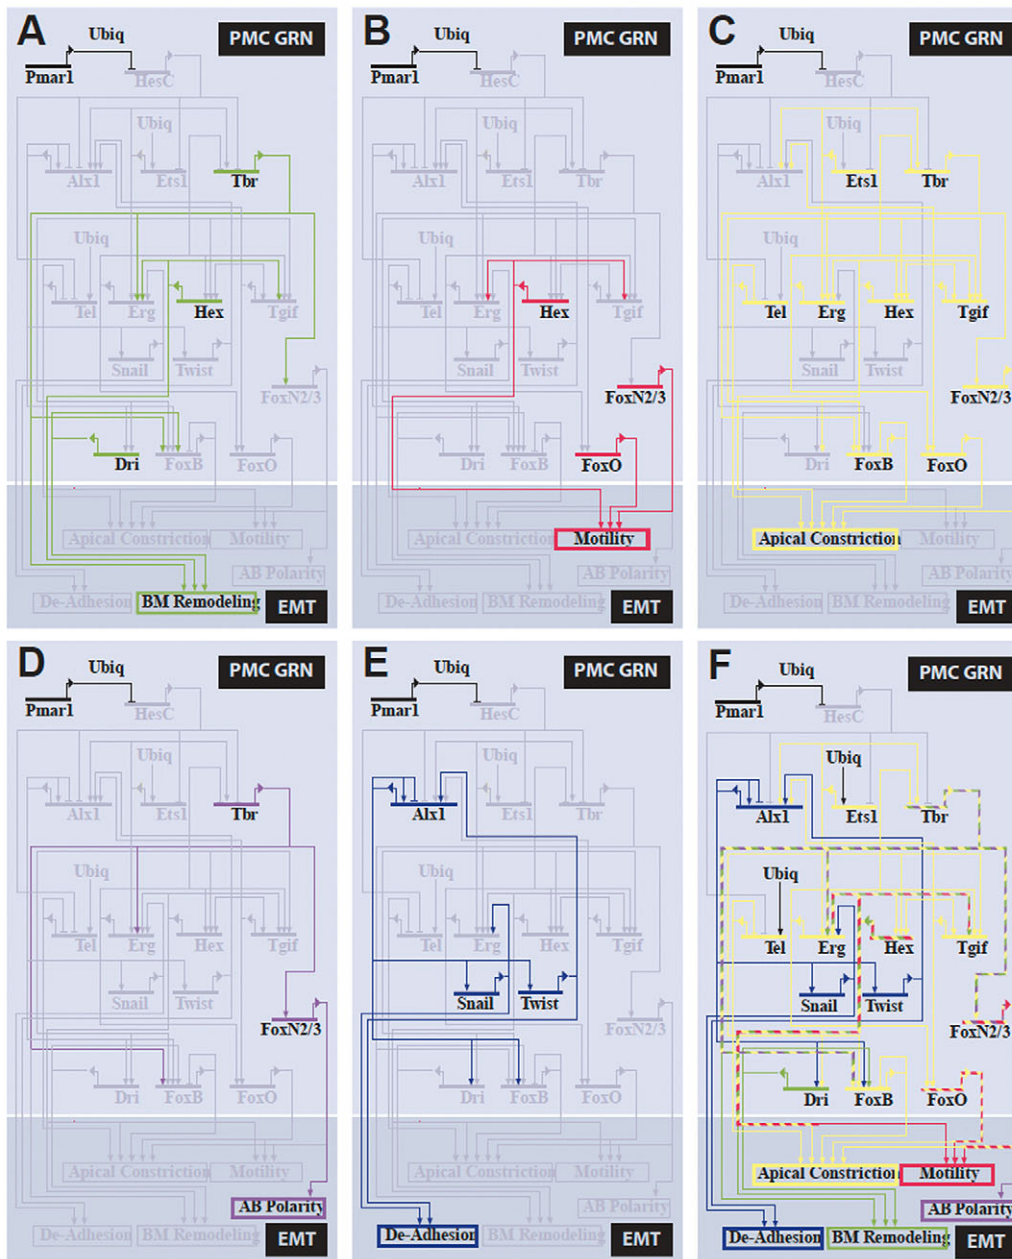 A
Ubiq
PMC GRN
Pmar1
HesC
Ubiq
Alx1
Ets1
Tbr
Ubiq
Tel
Erg
Hex
Tgif
Snail
Twist
FoxN2/3
Dri
FoxB
FoxO
Apical Constriction
Motility
AB Polarity
De-Adhesion
BM Remodeling
EMT
B
Ubiq
PMC GRN
Pmar1
HesC
Ubiq
Alx1
Ets1
Tbr
Ubiq
Tel
Erg
Hex
Tgif
Snail
Twist
FoxN2/3
Dri
FoxB
FoxO
Apical Constriction
Motility
AB Polarity
De-Adhesion
BM Remodeling
EMT
C
Ubiq
PMC GRN
Pmar1
HesC
Ubiq
Alx1
Ets1
Tbr
Ubiq
Tel
Erg
Hex
Tgif
Snail
Twist
FoxN2/3
Dri
FoxB
FoxO
Apical Constriction
Motility
AB Polarity
De-Adhesion
BM Remodeling
EMT
D
Ubiq
PMC GRN
Pmar1
HesC
Ubiq
Alx1
Ets1
Tbr
Ubiq
Tel
Erg
Hex
Tgif
Snail
Twist
FoxN2/3
Dri
FoxB
FoxO
Apical Constriction
Motility
AB Polarity
De-Adhesion
BM Remodeling
EMT
E
Ubiq
PMC GRN
Pmar1
HesC
Ubiq
Alx1
Ets1
Tbr
Ubiq
Tel
Erg
Hex
Tgif
Snail
Twist
FoxN2/3
Dri
FoxB
FoxO
Apical Constriction
Motility
AB Polarity
De-Adhesion
BM Remodeling
EMT
F
Ubiq
PMC GRN
Pmar1
HesC
Ubiq
Alx1
Ets1
Tbr
Ubiq
Tel
Erg
Hex
Tgif
Snail
Twist
FoxN2/3
Dri
FoxB
FoxO
Apical Constriction
Motility
AB Polarity
De-Adhesion
BM Remodeling
EMT